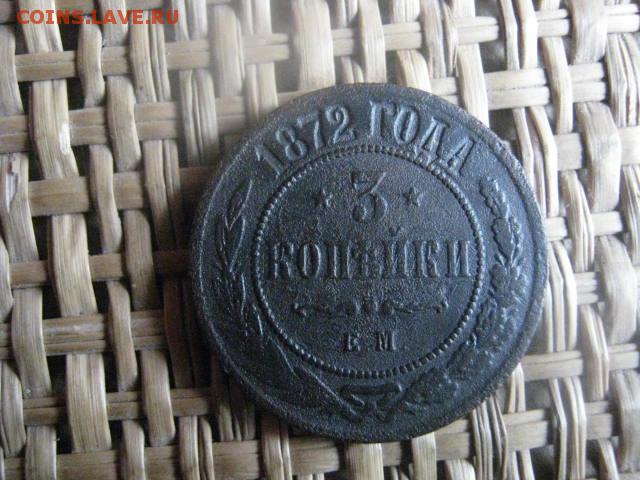 COINS.LAVE.RU
1872 ГОДА
3
КОПѢЙКИ
Е М